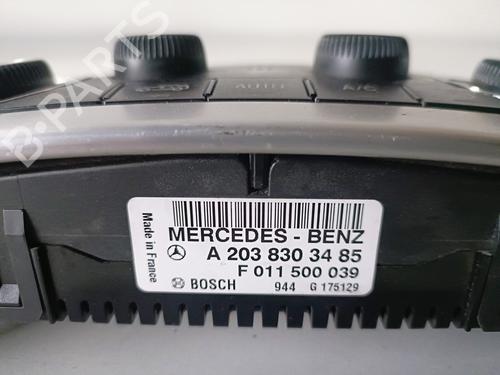 B-PARTS
AUTO
A/C
MERCEDES - BENZ
A 203 830 34 85
F 011 500 039
BOSCH 944 G 175129
Made in France